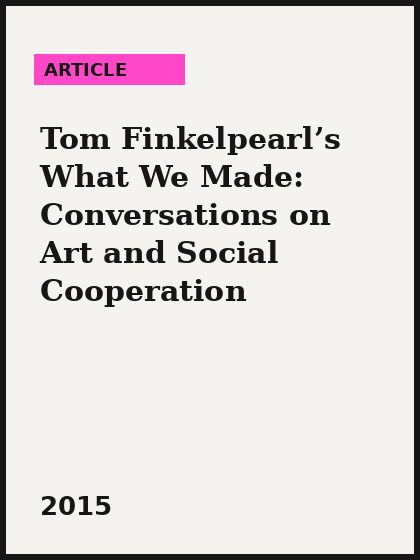 ARTICLE
Tom Finkelpearl’s
What We Made:
Conversations on
Art and Social
Cooperation
2015